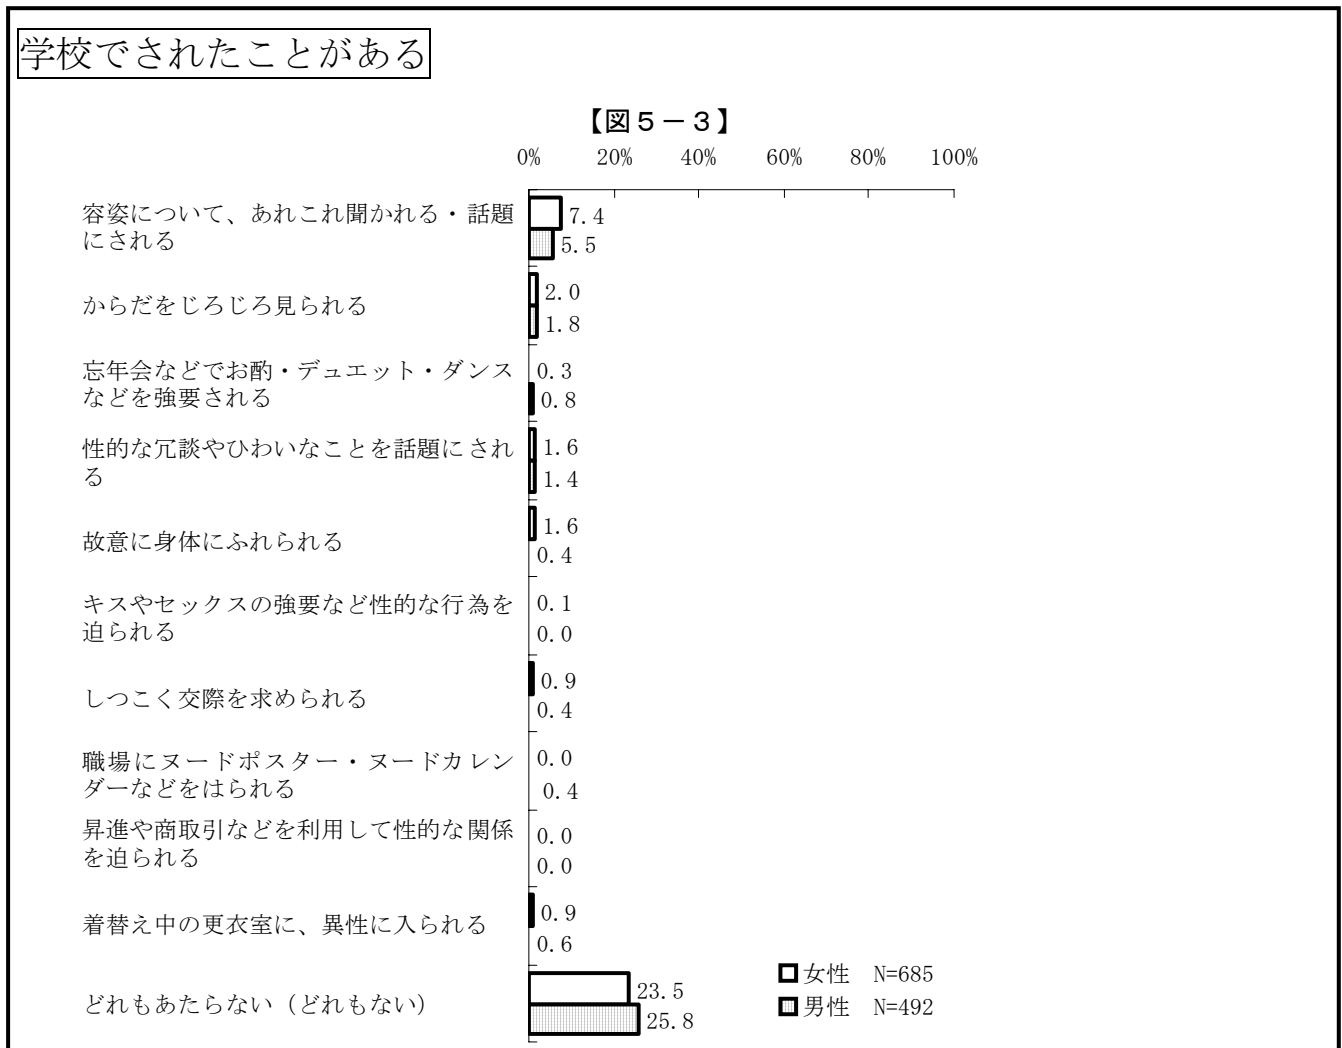 学校でされたことがある
【図５－３】
0% 20% 40% 60% 80% 100%
容姿について、あれこれ聞かれる・話題
にされる
7.4
5.5
からだをじろじろ見られる
2.0
1.8
忘年会などでお酌・デュエット・ダンス
などを強要される
0.3
0.8
性的な冗談やひわいなことを話題にされ
る
1.6
1.4
故意に身体にふれられる
1.6
0.4
キスやセックスの強要など性的な行為を
迫られる
0.1
0.0
しつこく交際を求められる
0.9
0.4
職場にヌードポスター・ヌードカレン
ダーなどをはられる
0.0
0.4
昇進や商取引などを利用して性的な関係
を迫られる
0.0
0.0
着替え中の更衣室に、異性に入られる
0.9
0.6
どれもあたらない（どれもない）
23.5
25.8
女性 N=685
男性 N=492